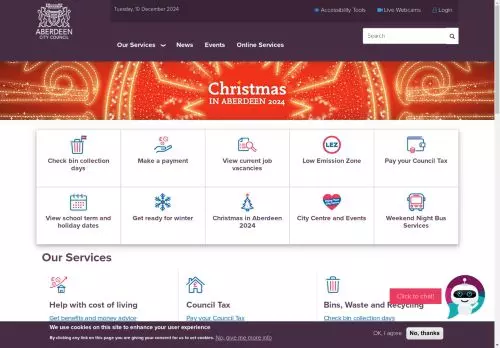 ABERDEEN
CITY COUNCIL
Tuesday, 10 December 2024
Accessibility Tools
Live Webcams
Login
Our Services
News
Events
Online Services
Search
Christmas
IN ABERDEEN 2024
Check bin collection
days
Make a payment
View current job
vacancies
LEZ
Low Emission Zone
Pay your Council Tax
View school term and
holiday dates
Get ready for winter
Christmas in Aberdeen
2024
City Centre and Events
Weekend Night Bus
Services
Our Services
Help with cost of living
Get benefits and money advice
Council Tax
Pay your Council Tax
Bins, Waste and Recycling
Check bin collection days
Click to chat!
We use cookies on this site to enhance your user experience
By clicking any link on this page you are giving your consent for us to set cookies. No, give me more info
OK, I agree
No, thanks